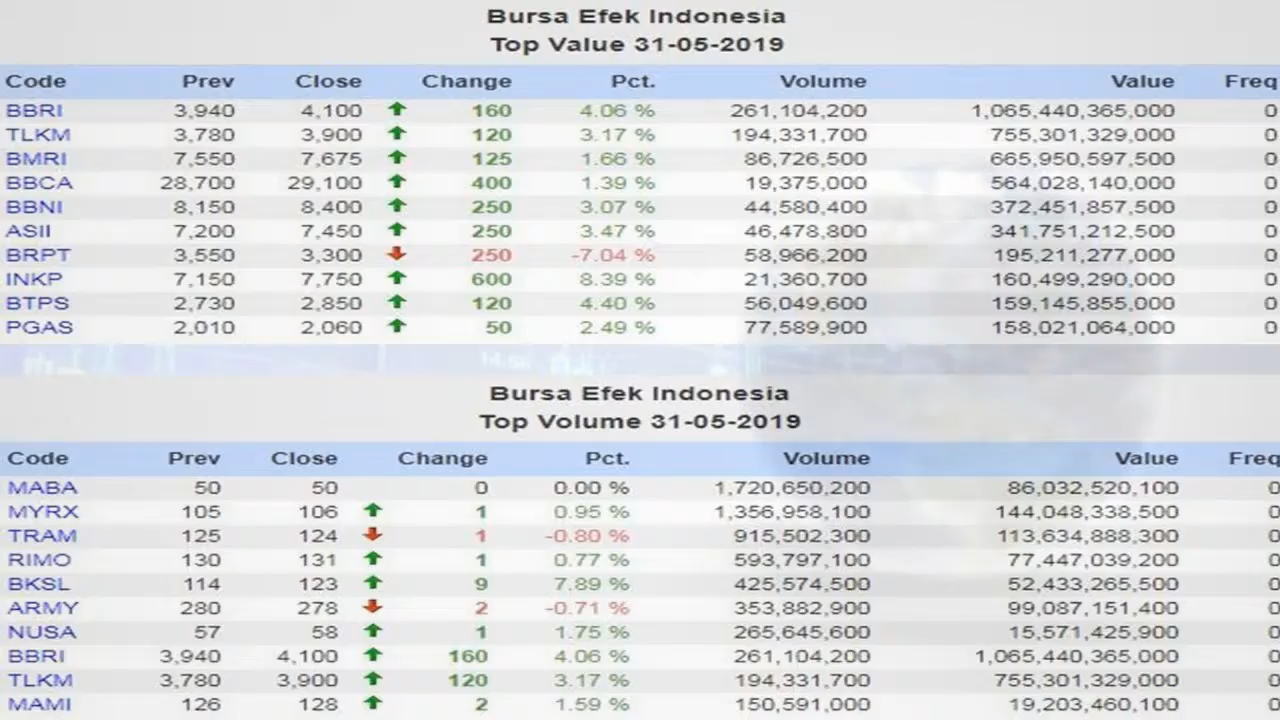 Bursa Efek Indonesia
Top Value 31-05-2019
Code Prev Close Change Pct. Volume Value Freq
BBRI 3,940 4,100 160 4.06 % 261,104,200 1,065,440,365,000 0
TLKM 3,780 3,900 120 3.17 % 194,331,700 755,301,329,000 0
BMRI 7,550 7,675 125 1.66 % 86,726,500 665,950,597,500 0
BBCA 28,700 29,100 400 1.39 % 19,375,000 564,028,140,000 0
BBNI 8,150 8,400 250 3.07 % 44,580,400 372,451,857,500 0
ASII 7,200 7,450 250 3.47 % 46,478,800 341,751,212,500 0
BRPT 3,550 3,300 250 -7.04 % 58,966,200 195,211,277,000 0
INKP 7,150 7,750 600 8.39 % 21,360,700 160,499,290,000 0
BTPS 2,730 2,850 120 4.40 % 56,049,600 159,145,855,000 0
PGAS 2,010 2,060 50 2.49 % 77,589,900 158,021,064,000 0
Bursa Efek Indonesia
Top Volume 31-05-2019
Code Prev Close Change Pct. Volume Value Freq
MABA 50 50 0 0.00 % 1,720,650,200 86,032,520,100 0
MYRX 105 106 1 0.95 % 1,356,958,100 144,048,338,500 0
TRAM 125 124 1 -0.80 % 915,502,300 113,634,888,300 0
RIMO 130 131 1 0.77 % 593,797,100 77,447,039,200 0
BKSL 114 123 9 7.89 % 425,574,500 52,433,265,500 0
ARMY 280 278 2 -0.71 % 353,882,900 99,087,151,400 0
NUSA 57 58 1 1.75 % 265,645,600 15,571,425,900 0
BBRI 3,940 4,100 160 4.06 % 261,104,200 1,065,440,365,000 0
TLKM 3,780 3,900 120 3.17 % 194,331,700 755,301,329,000 0
MAMI 126 128 2 1.59 % 150,591,000 19,203,460,100 0